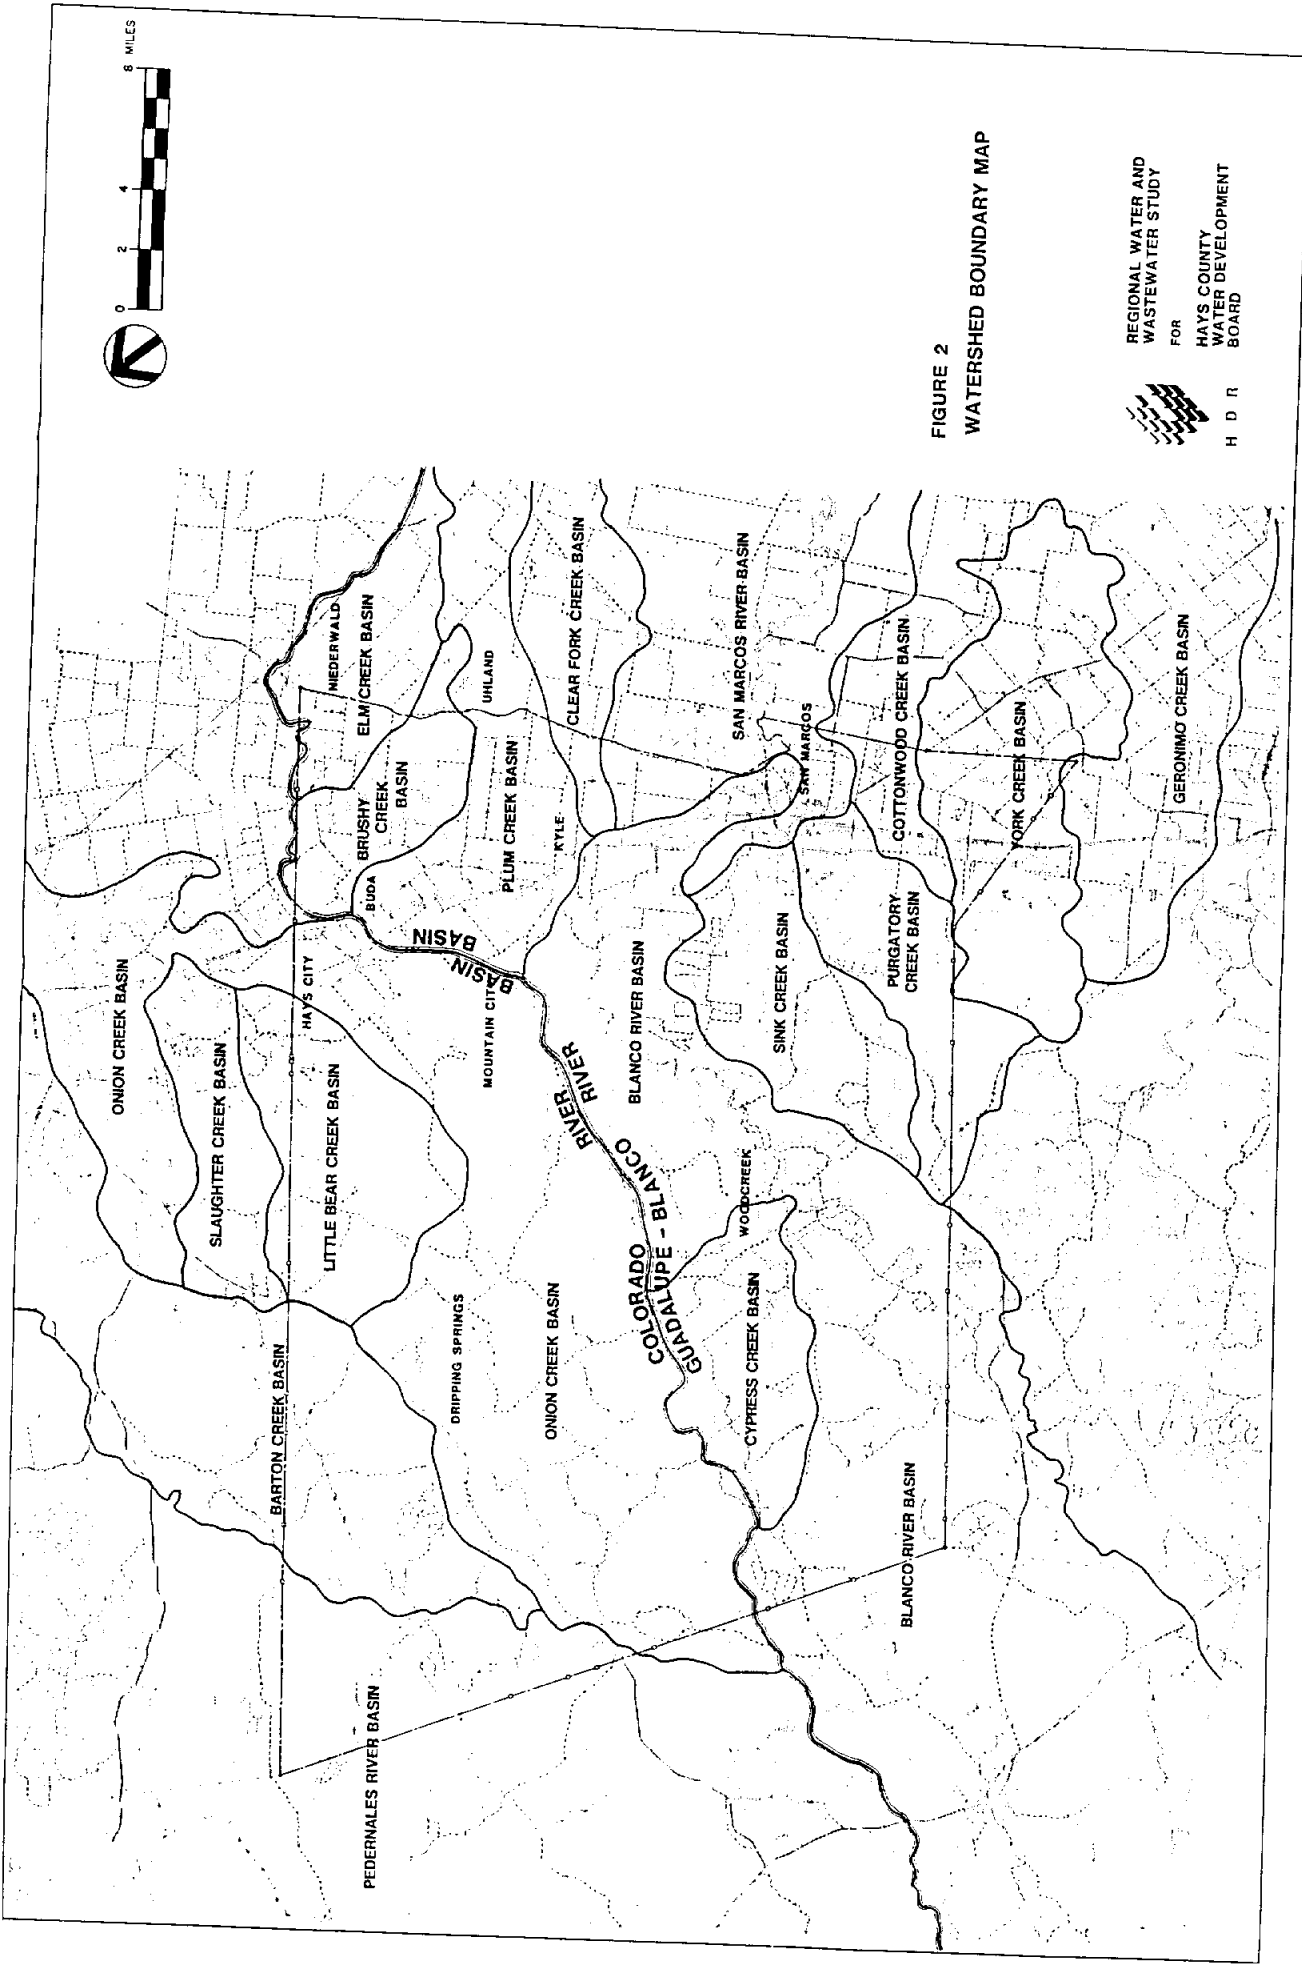 0 2 4 8 MILES
ONION CREEK BASIN
SLAUGHTER CREEK BASIN
BARTON CREEK BASIN
HAYS CITY
LITTLE BEAR CREEK BASIN
NIEDERWALD
ELM CREEK BASIN
PEDERNALES RIVER BASIN
BUDA
BRUSHY
CREEK
BASIN
DRIPPING SPRINGS
MOUNTAIN CITY
UHLAND
PLUM CREEK BASIN
ONION CREEK BASIN
KYLE
CLEAR FORK CREEK BASIN
COLORADO RIVER BASIN
GUADALUPE - BLANCO RIVER BASIN
BLANCO RIVER BASIN
WOODCREEK
CYPRESS CREEK BASIN
SAN MARCOS RIVER BASIN
SINK CREEK BASIN
SAN MARCOS
PURGATORY
CREEK BASIN
COTTONWOOD CREEK BASIN
BLANCO RIVER BASIN
YORK CREEK BASIN
GERONIMO CREEK BASIN
FIGURE 2
WATERSHED BOUNDARY MAP
REGIONAL WATER AND
WASTEWATER STUDY
FOR
HAYS COUNTY
WATER DEVELOPMENT
BOARD
HDR